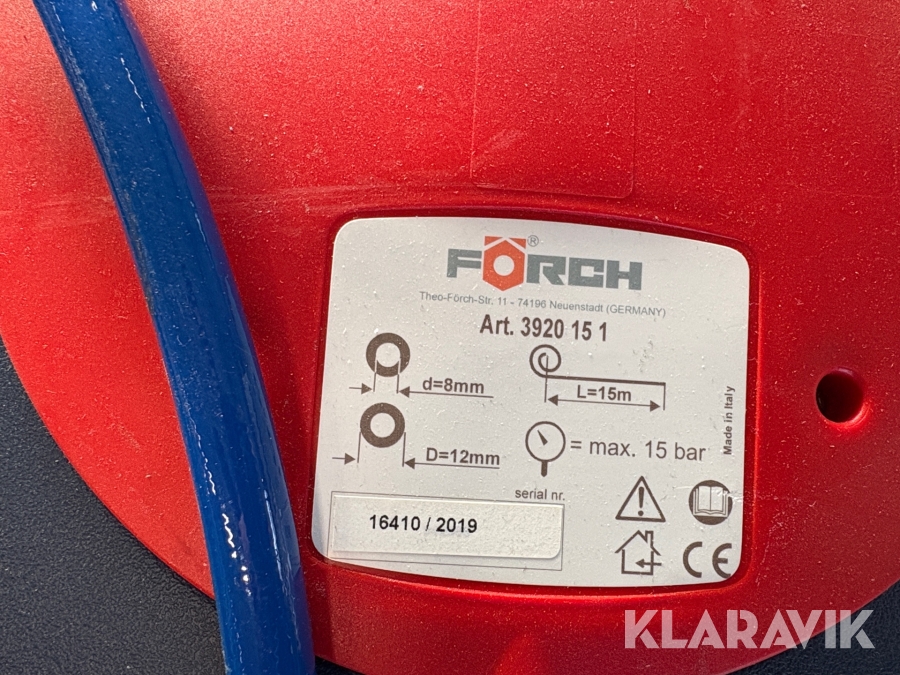 KLARAVIK
FÖRCH®
Theo-Förch-Str. 11 - 74196 Neuenstadt (GERMANY)
Art. 3920 15 1
d=8mm
L=15m
D=12mm
= max. 15 bar
Made in Italy
serial nr.
16410 / 2019
CE
KLARAVIK